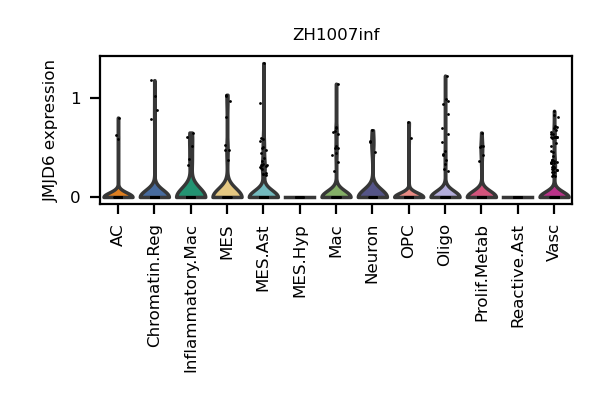 ZH1007inf
JMJD6 expression
1
0
AC
Chromatin.Reg
Inflammatory.Mac
MES
MES.Ast
MES.Hyp
Mac
Neuron
OPC
Oligo
Prolif.Metab
Reactive.Ast
Vasc